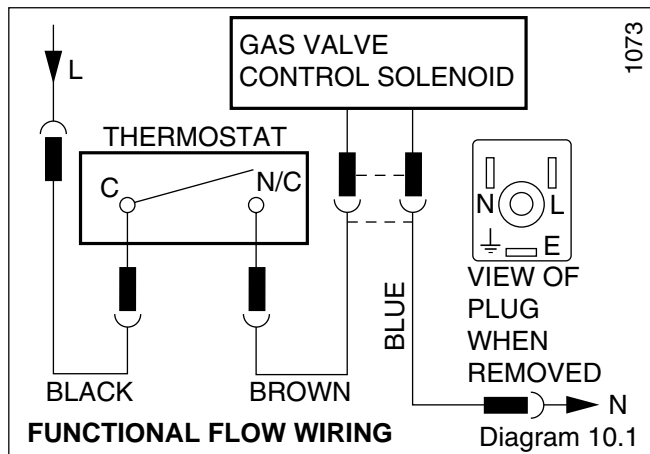 GAS VALVE
CONTROL SOLENOID
1073
L
THERMOSTAT
C
N/C
N
L
E
VIEW OF
PLUG
WHEN
REMOVED
BLUE
BLACK
BROWN
N
FUNCTIONAL FLOW WIRING
Diagram 10.1